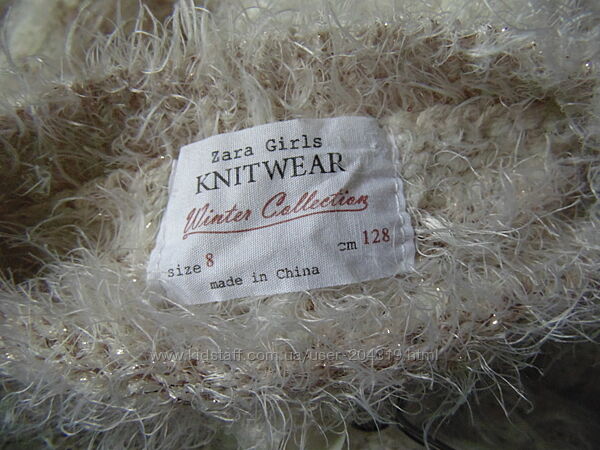 Zara Girls
KNITWEAR
Winter Collection
size 8 cm 128
made in China
www.kidstaff.com.ua/user-204319.html